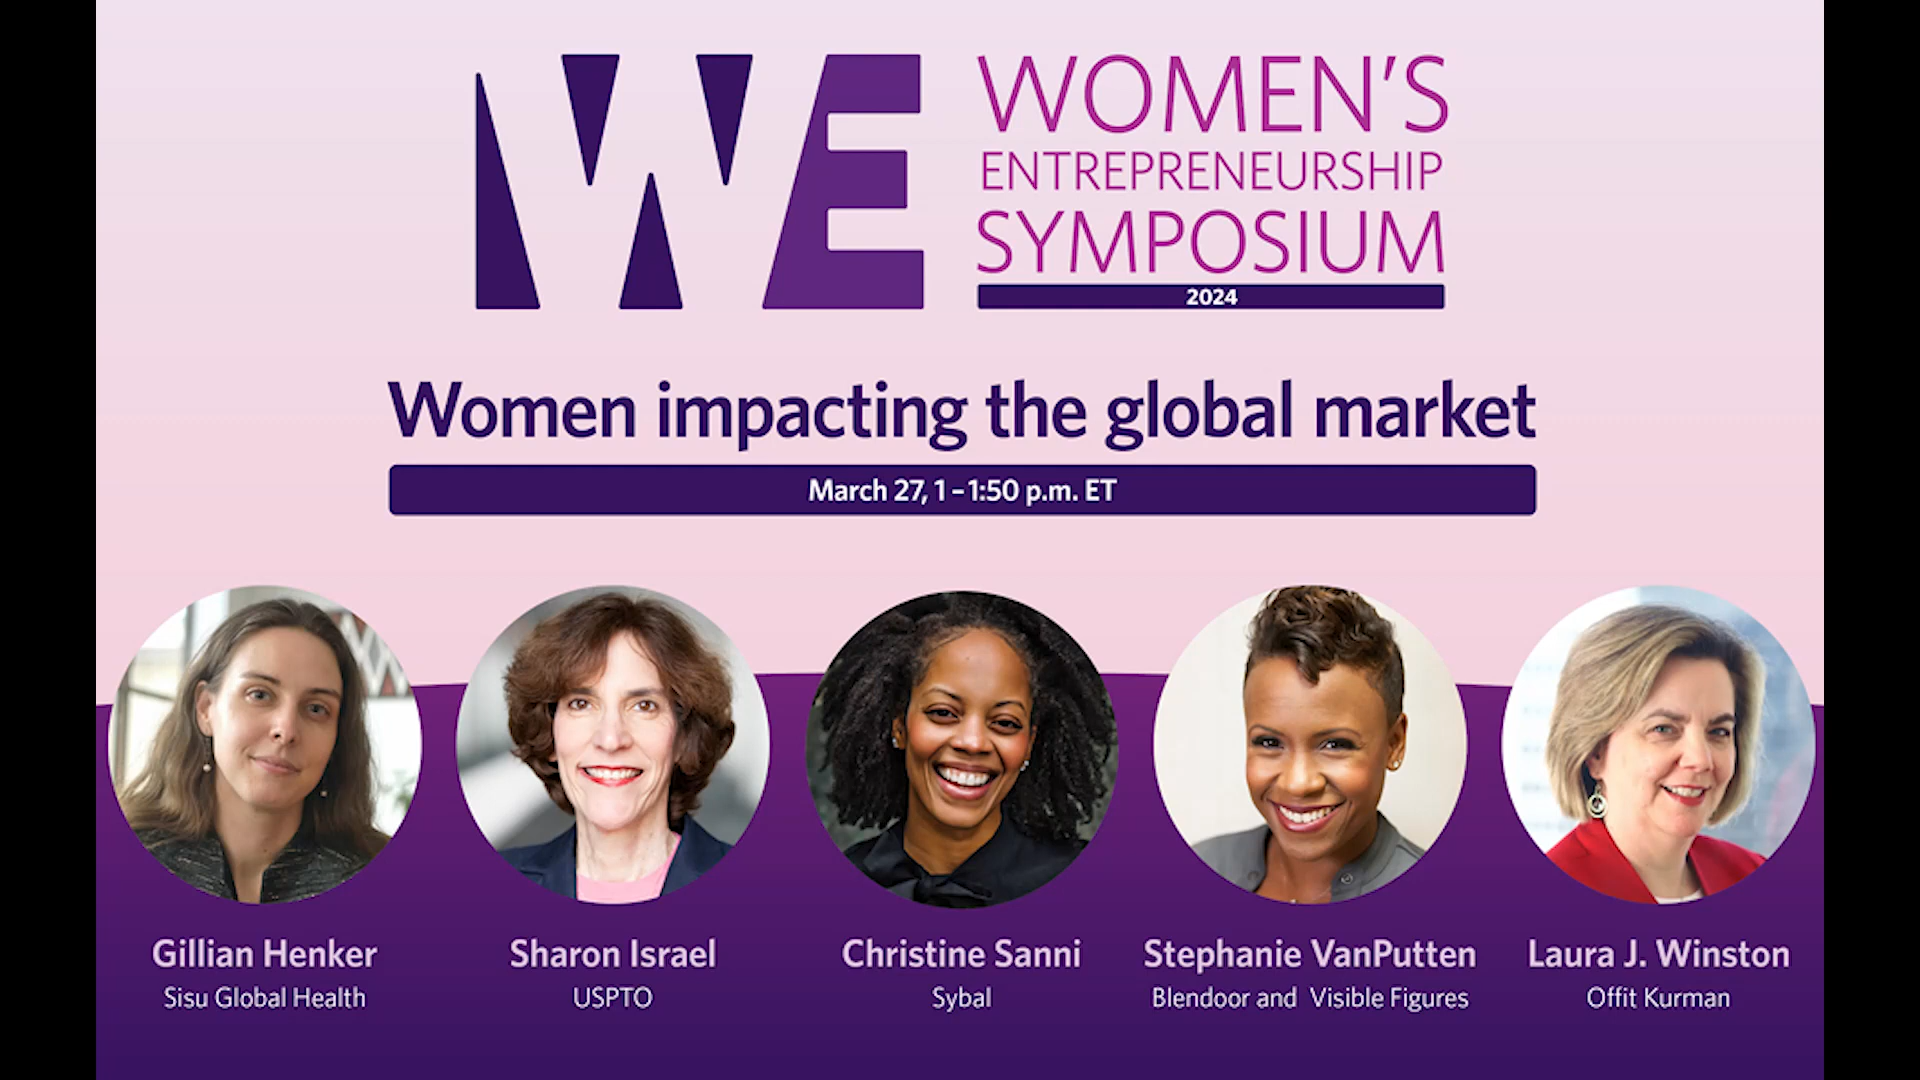 WE
WOMEN'S
ENTREPRENEURSHIP
SYMPOSIUM
2024
Women impacting the global market
March 27, 1–1:50 p.m. ET
Gillian Henker
Sisu Global Health
Sharon Israel
USPTO
Christine Sanni
Sybal
Stephanie VanPutten
Blendoor and Visible Figures
Laura J. Winston
Offit Kurman